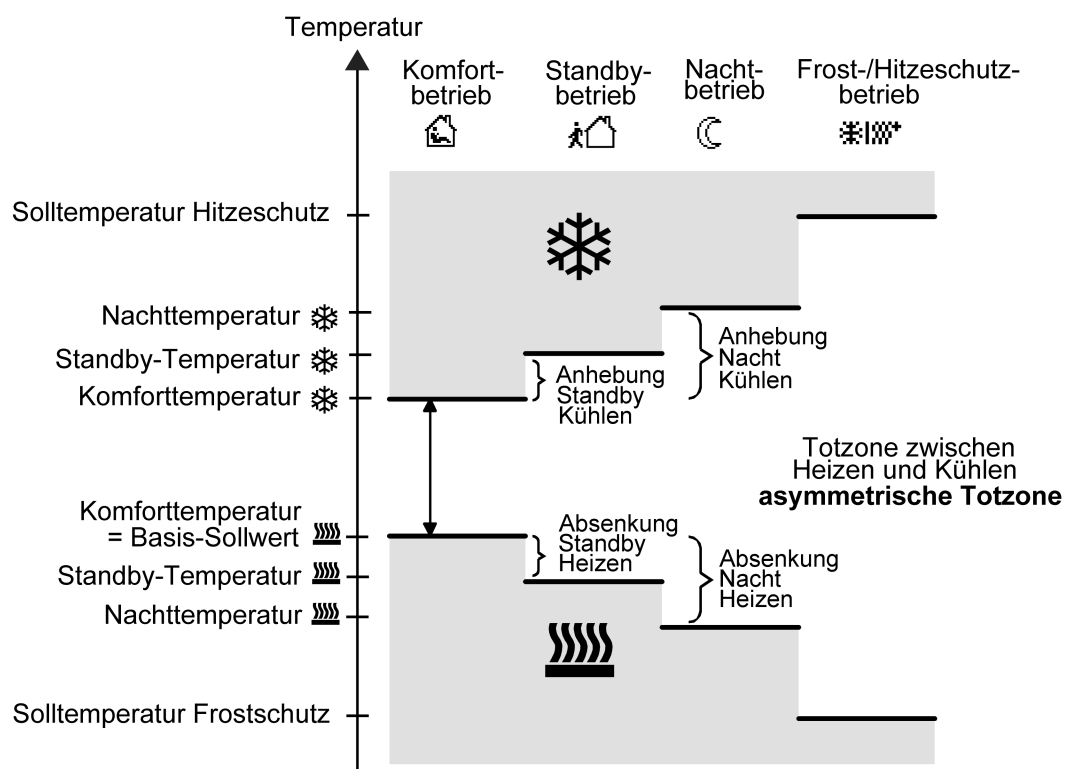 Temperatur
Komfort-
betrieb
Standby-
betrieb
Nacht-
betrieb
Frost-/Hitzeschutz-
betrieb
Solltemperatur Hitzeschutz
Nachttemperatur
Standby-Temperatur
Komforttemperatur
Anhebung
Standby
Kühlen
Anhebung
Nacht
Kühlen
Totzone zwischen
Heizen und Kühlen
asymmetrische Totzone
Komforttemperatur
= Basis-Sollwert
Standby-Temperatur
Nachttemperatur
Absenkung
Standby
Heizen
Absenkung
Nacht
Heizen
Solltemperatur Frostschutz